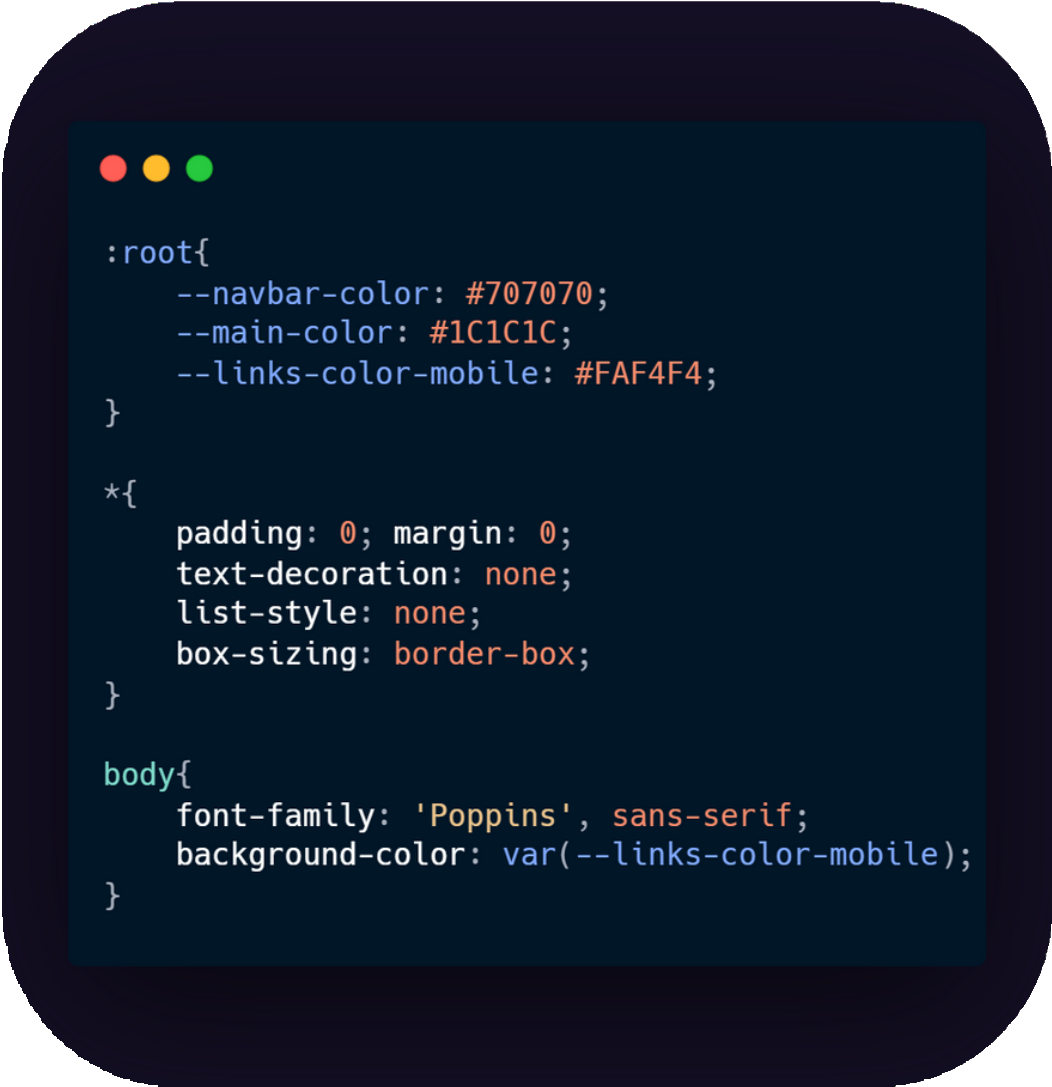 :root{
    --navbar-color: #707070;
    --main-color: #1C1C1C;
    --links-color-mobile: #FAF4F4;
}

*{
    padding: 0; margin: 0;
    text-decoration: none;
    list-style: none;
    box-sizing: border-box;
}

body{
    font-family: 'Poppins', sans-serif;
    background-color: var(--links-color-mobile);
}